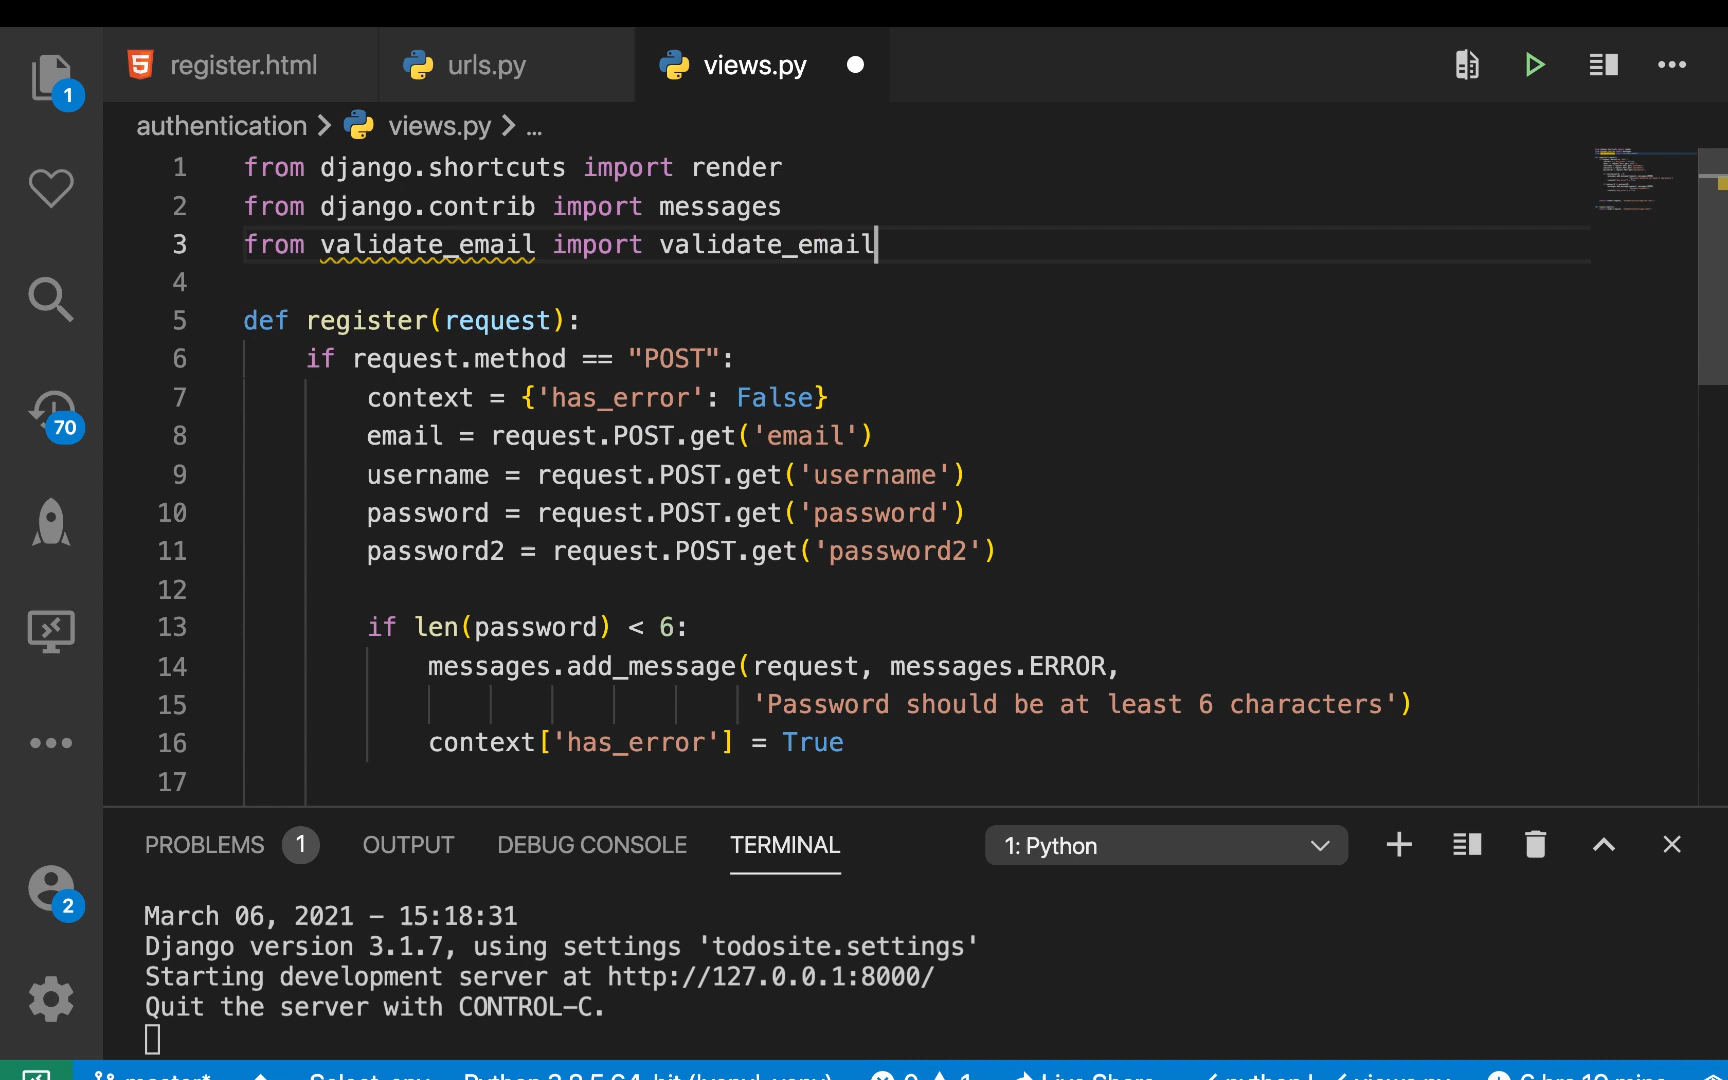 register.html
urls.py
views.py
1
authentication > views.py > ...
1 from django.shortcuts import render
2 from django.contrib import messages
3 from validate_email import validate_email
4
5 def register(request):
6 if request.method == "POST":
7 context = {'has_error': False}
8 email = request.POST.get('email')
9 username = request.POST.get('username')
10 password = request.POST.get('password')
11 password2 = request.POST.get('password2')
12
13 if len(password) < 6:
14 messages.add_message(request, messages.ERROR,
15 'Password should be at least 6 characters')
16 context['has_error'] = True
17
70
2
PROBLEMS 1 OUTPUT DEBUG CONSOLE TERMINAL 1: Python
March 06, 2021 - 15:18:31
Django version 3.1.7, using settings 'todosite.settings'
Starting development server at http://127.0.0.1:8000/
Quit the server with CONTROL-C.